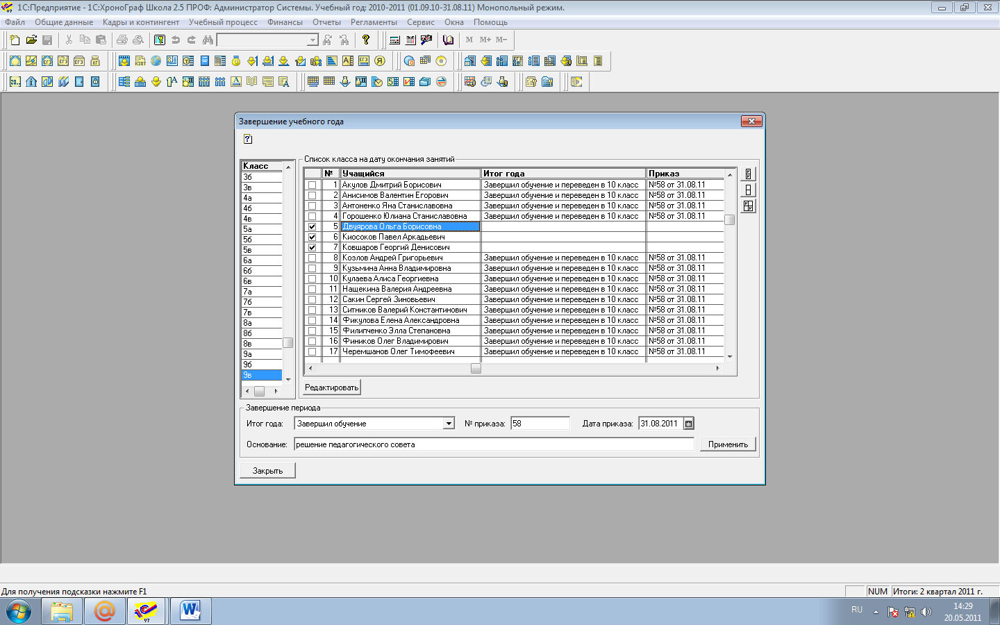 1С:Предприятие - 1С:ХроноГраф Школа 2.5 ПРОФ: Администратор Системы. Учебный год: 2010-2011 (01.09.10-31.08.11) Монопольный режим.
Файл Общие данные Кадры и контингент Учебный процесс Финансы Отчеты Регламенты Сервис Окна Помощь
M M+ M−
Завершение учебного года
Список класса на дату окончания занятий
Класс
3б
3в
4а
4б
4в
5а
5б
5в
6а
6б
6в
7а
7б
7в
8а
8б
8в
9а
9б
9в
№ Учащийся Итог года Приказ
1 Акулов Дмитрий Борисович Завершил обучение и переведен в 10 класс №58 от 31.08.11
2 Анисимов Валентин Егорович Завершил обучение и переведен в 10 класс №58 от 31.08.11
3 Антоненко Яна Станиславовна Завершил обучение и переведен в 10 класс №58 от 31.08.11
4 Горошенко Юлиана Станиславовна Завершил обучение и переведен в 10 класс №58 от 31.08.11
5 Двуярова Ольга Борисовна
6 Киосоков Павел Аркадьевич
7 Ковшаров Георгий Денисович
8 Козлов Андрей Григорьевич Завершил обучение и переведен в 10 класс №58 от 31.08.11
9 Кузьмина Анна Владимировна Завершил обучение и переведен в 10 класс №58 от 31.08.11
10 Кулаева Алиса Георгиевна Завершил обучение и переведен в 10 класс №58 от 31.08.11
11 Нащекина Валерия Андреевна Завершил обучение и переведен в 10 класс №58 от 31.08.11
12 Сакин Сергей Зиновьевич Завершил обучение и переведен в 10 класс №58 от 31.08.11
13 Ситников Валерий Константинович Завершил обучение и переведен в 10 класс №58 от 31.08.11
14 Фикулова Елена Александровна Завершил обучение и переведен в 10 класс №58 от 31.08.11
15 Филипченко Элла Степановна Завершил обучение и переведен в 10 класс №58 от 31.08.11
16 Фиников Олег Владимирович Завершил обучение и переведен в 10 класс №58 от 31.08.11
17 Черемшанов Олег Тимофеевич Завершил обучение и переведен в 10 класс №58 от 31.08.11
Редактировать
Завершение периода
Итог года: Завершил обучение № приказа: 58 Дата приказа: 31.08.2011
Основание: решение педагогического совета Применить
Закрыть
Для получения подсказки нажмите F1 NUM Итоги: 2 квартал 2011 г.
RU 14:29
20.05.2011